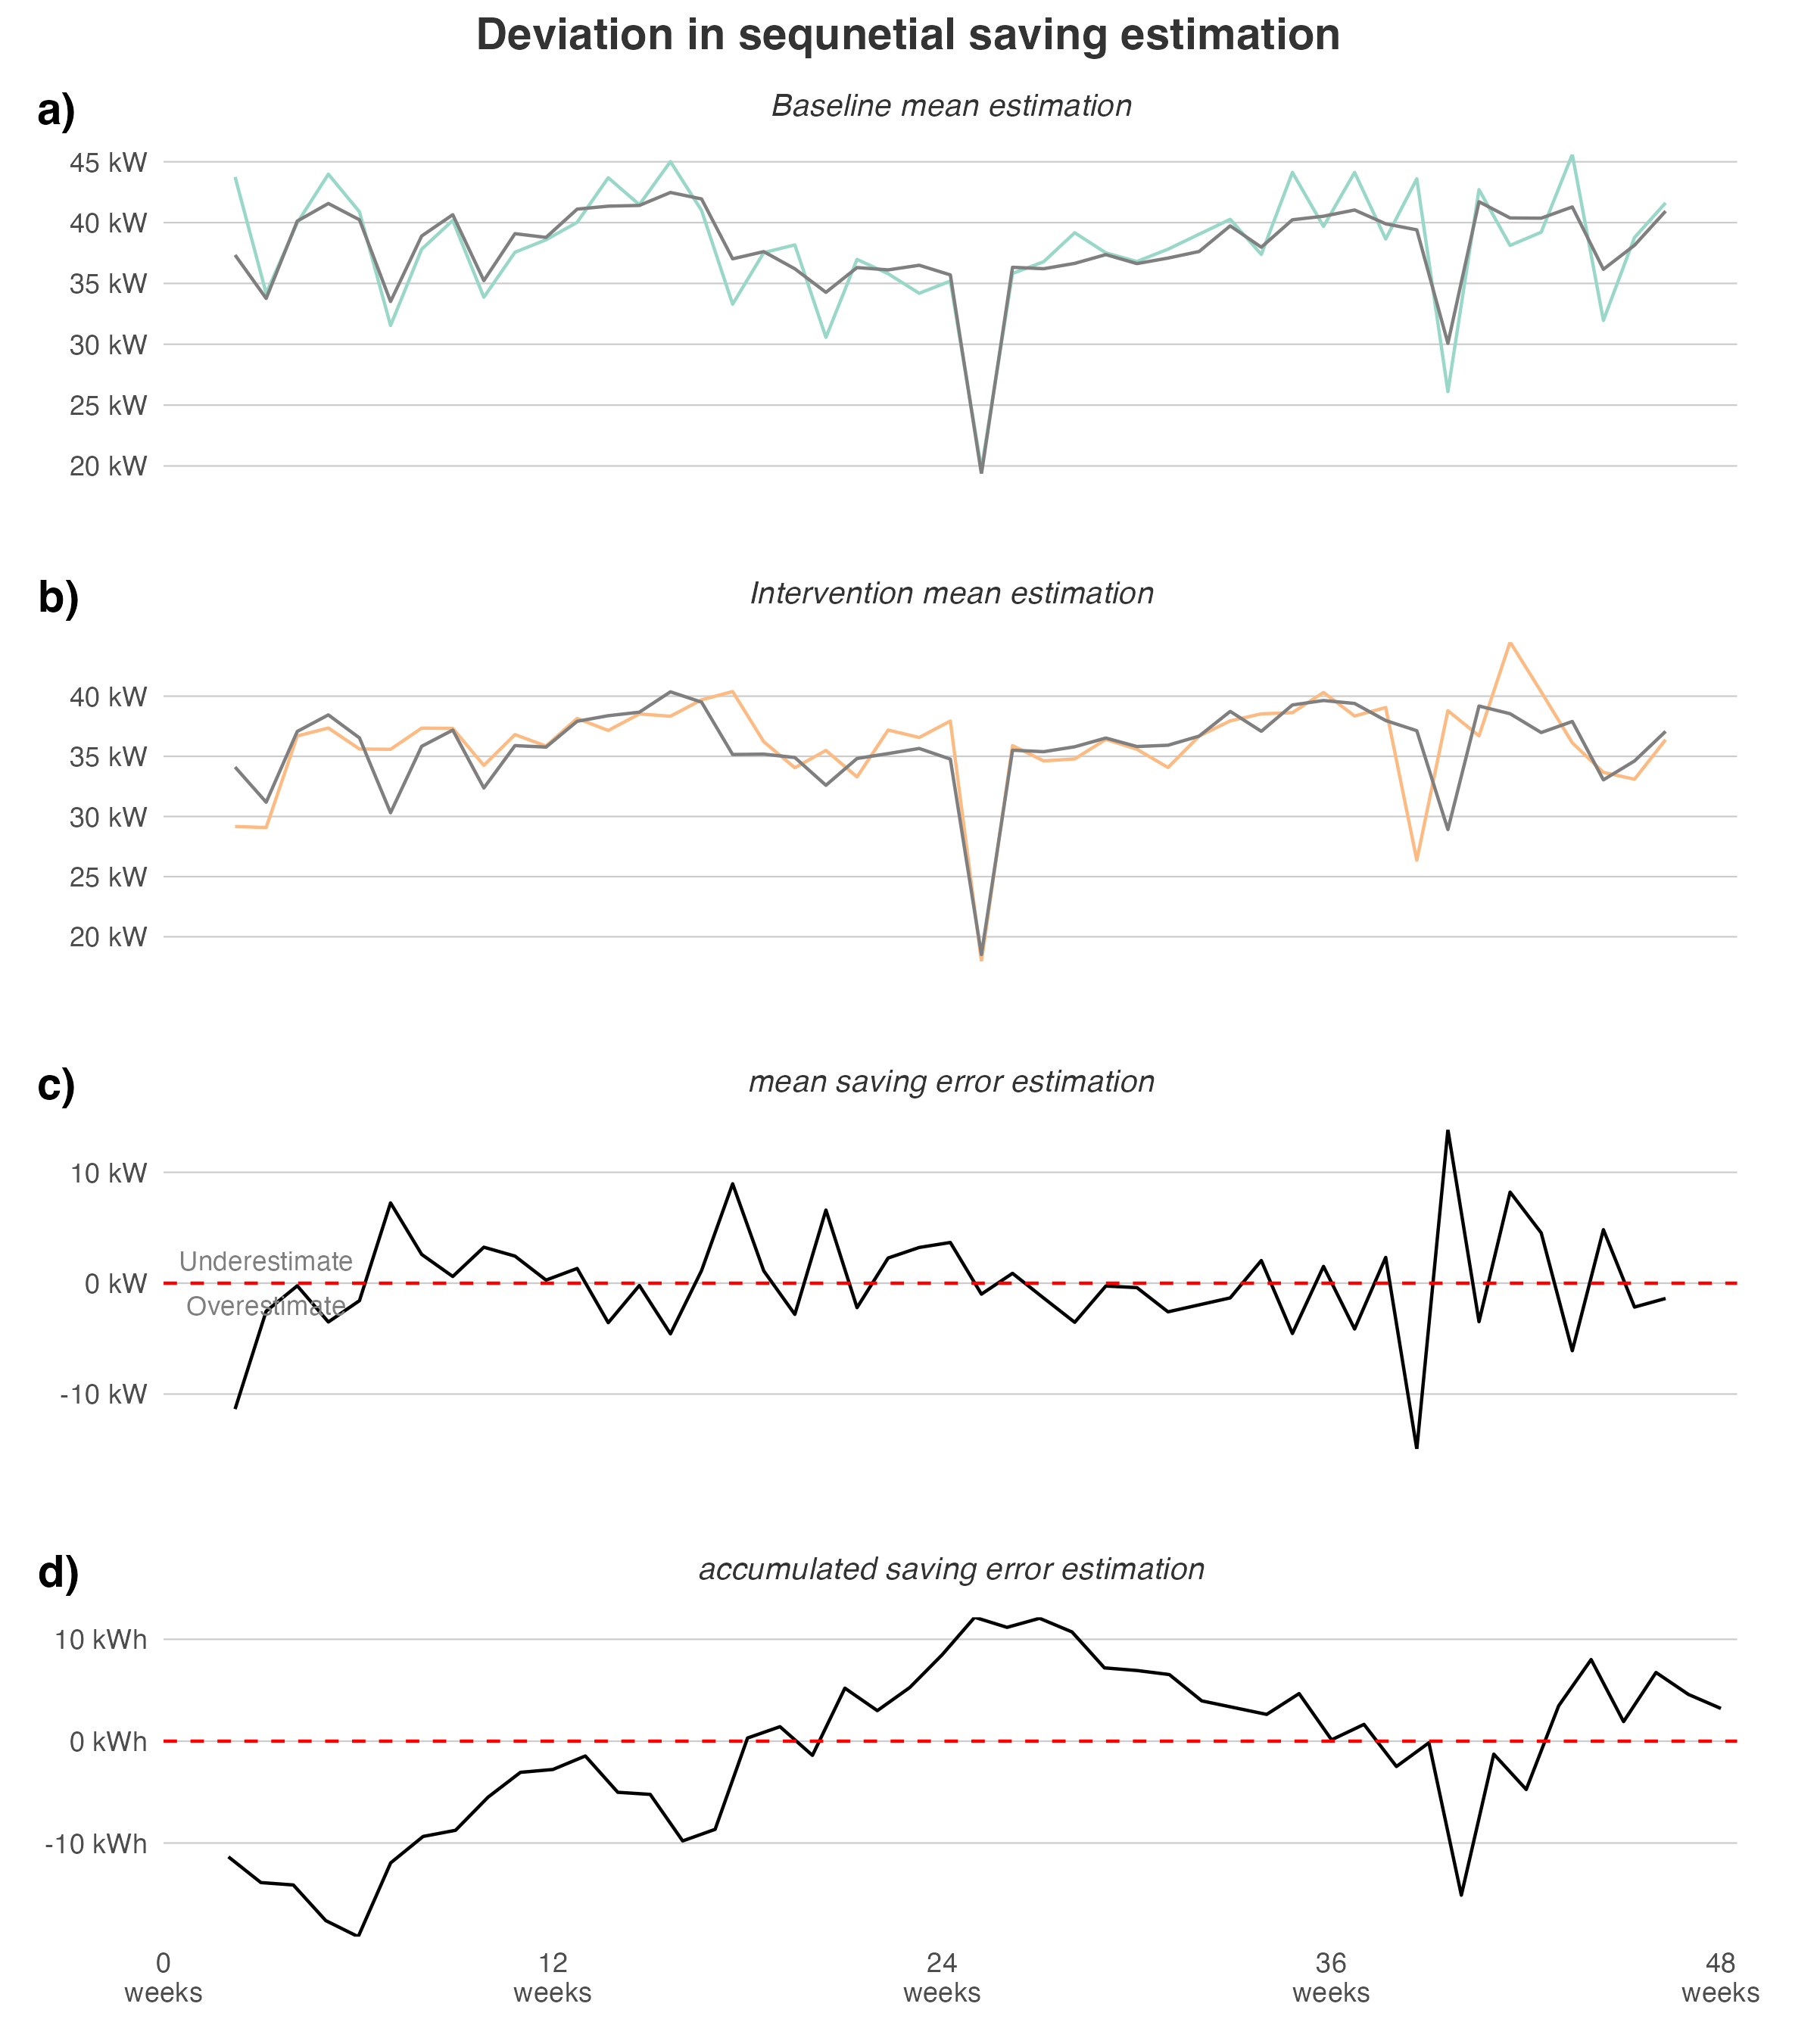 Deviation in sequnetial saving estimation
a)
Baseline mean estimation
45 kW
40 kW
35 kW
30 kW
25 kW
20 kW
b)
Intervention mean estimation
40 kW
35 kW
30 kW
25 kW
20 kW
c)
mean saving error estimation
10 kW
Underestimate
0 kW
Overestimate
-10 kW
d)
accumulated saving error estimation
10 kWh
0 kWh
-10 kWh
0 12 24 36 48
weeks weeks weeks weeks weeks